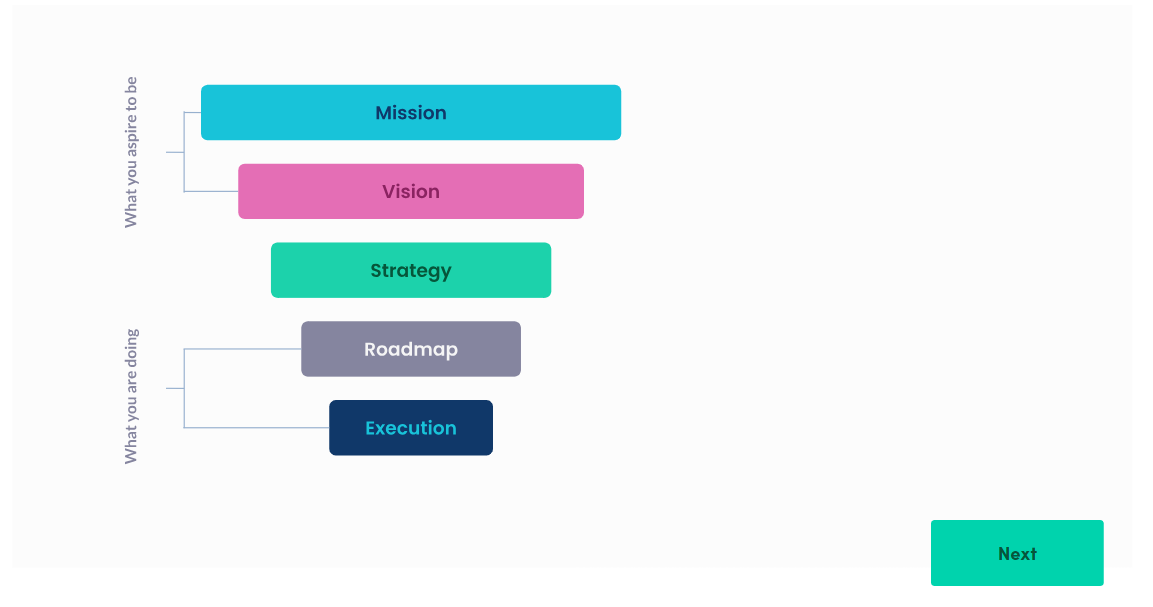 What you aspire to be
Mission
Vision
Strategy
What you are doing
Roadmap
Execution
Next